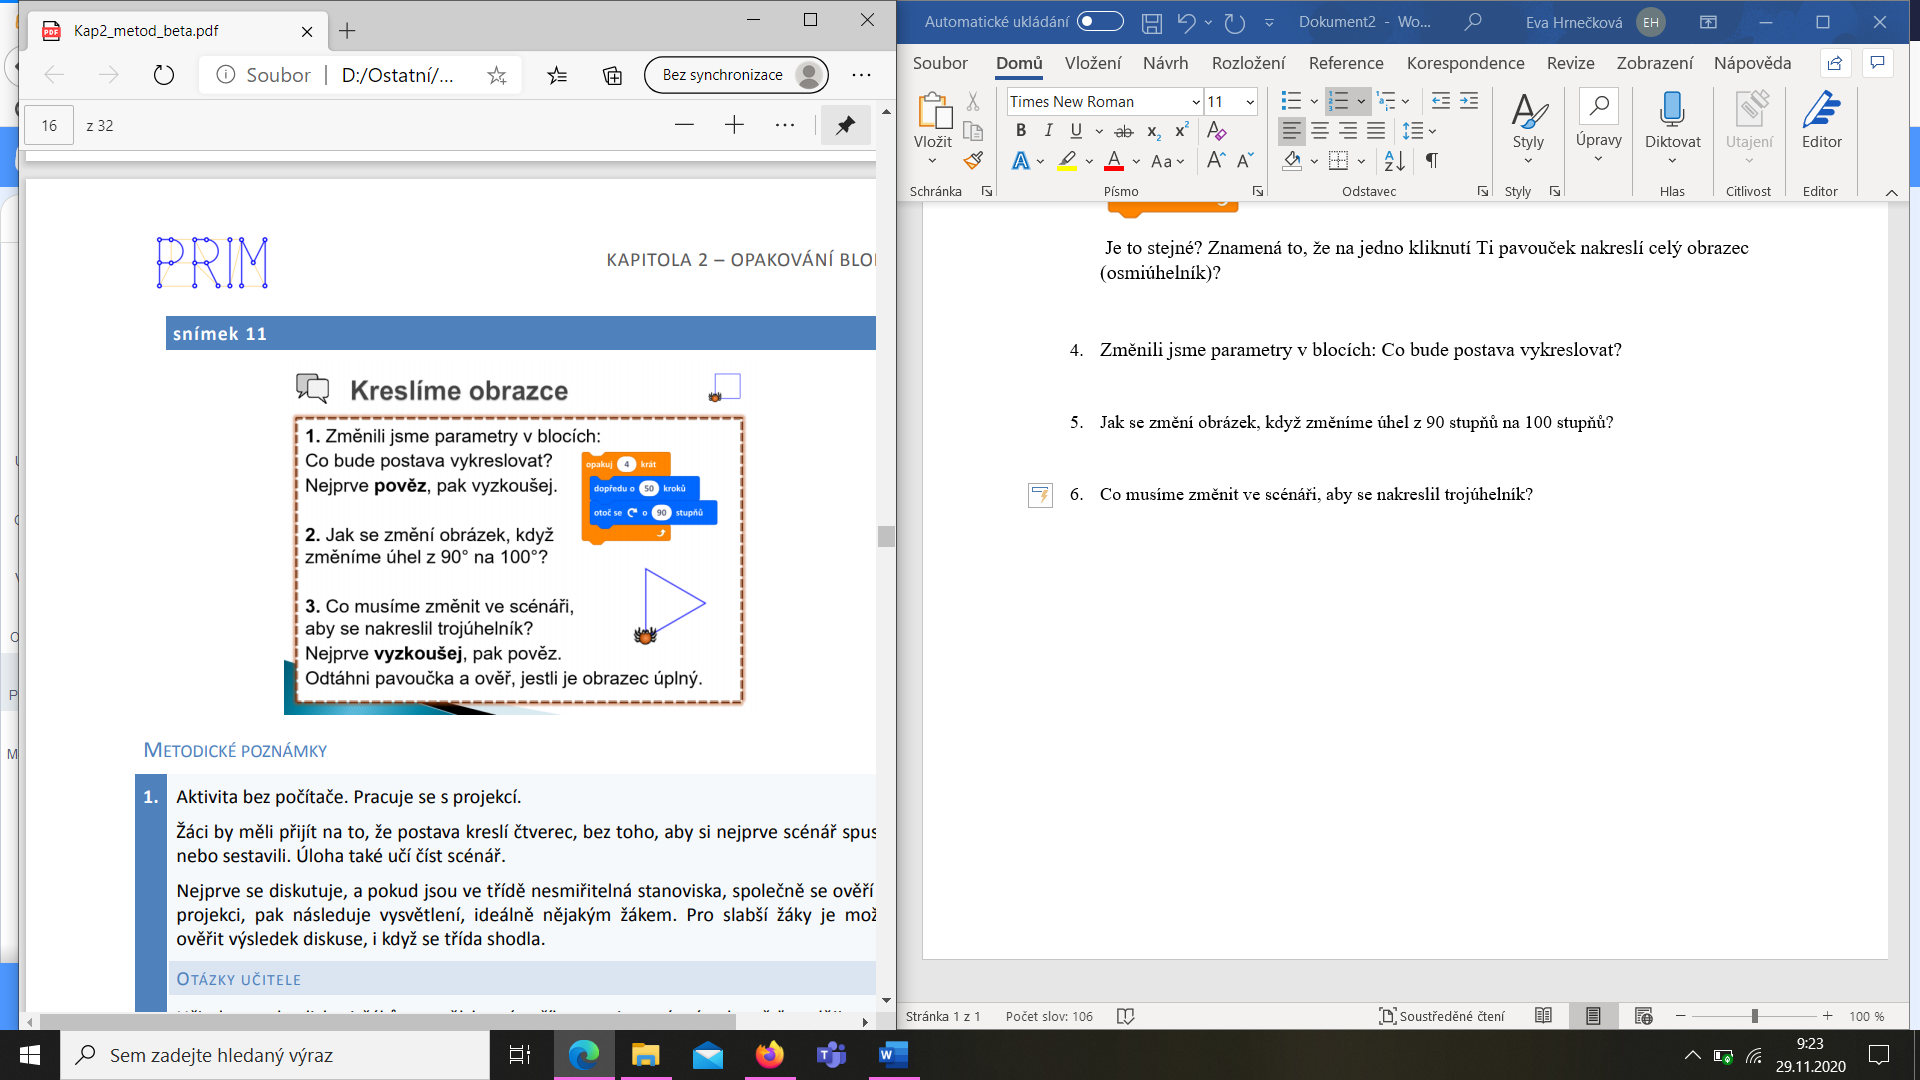 Kap2_metod_beta.pdf
Soubor
D:/Ostatní/...
Bez synchronizace
16 z 32
PRIM
KAPITOLA 2 – OPAKOVÁNÍ
snímek 11
Kreslíme obrazce
1. Změnili jsme parametry v blocích:
Co bude postava vykreslovat?
Nejprve pověz, pak vyzkoušej.
opakuj 4 krát
dopředu o 50 kroků
otoč se o 90 stupňů
2. Jak se změní obrázek, když
změníme úhel z 90° na 100°?
3. Co musíme změnit ve scénáři,
aby se nakreslil trojúhelník?
Nejprve vyzkoušej, pak pověz.
Odtáhni pavoučka a ověř, jestli je obrazec úplný.
METODICKÉ POZNÁMKY
1. Aktivita bez počítače. Pracuje se s projekcí.
Žáci by měli přijít na to, že postava kreslí čtverec, bez toho, aby si nejprve scénář
nebo sestavili. Úloha také učí číst scénář.
Nejprve se diskutuje, a pokud jsou ve třídě nesmiřitelná stanoviska, společně se ověří
projekci, pak následuje vysvětlení, ideálně nějakým žákem. Pro slabší žáky je
ověřit výsledek diskuse, i když se třída shodla.
OTÁZKY UČITELE
Automatické ukládání
Dokument2 - Wo...
Eva Hrnečková
EH
Soubor Domů Vložení Návrh Rozložení Reference Korespondence Revize Zobrazení Nápověda
Vložit
Times New Roman 11
Styly
Úpravy
Diktovat
Utajení
Editor
Schránka Písmo Odstavec Styly Hlas Citlivost Editor
Je to stejné? Znamená to, že na jedno kliknutí Ti pavouček nakreslí celý obrazec
(osmiúhelník)?
4. Změnili jsme parametry v blocích: Co bude postava vykreslovat?
5. Jak se změní obrázek, když změníme úhel z 90 stupňů na 100 stupňů?
6. Co musíme změnit ve scénáři, aby se nakreslil trojúhelník?
Stránka 1 z 1
Počet slov: 106
Soustředěné čtení
100 %
Sem zadejte hledaný výraz
9:23
29.11.2020